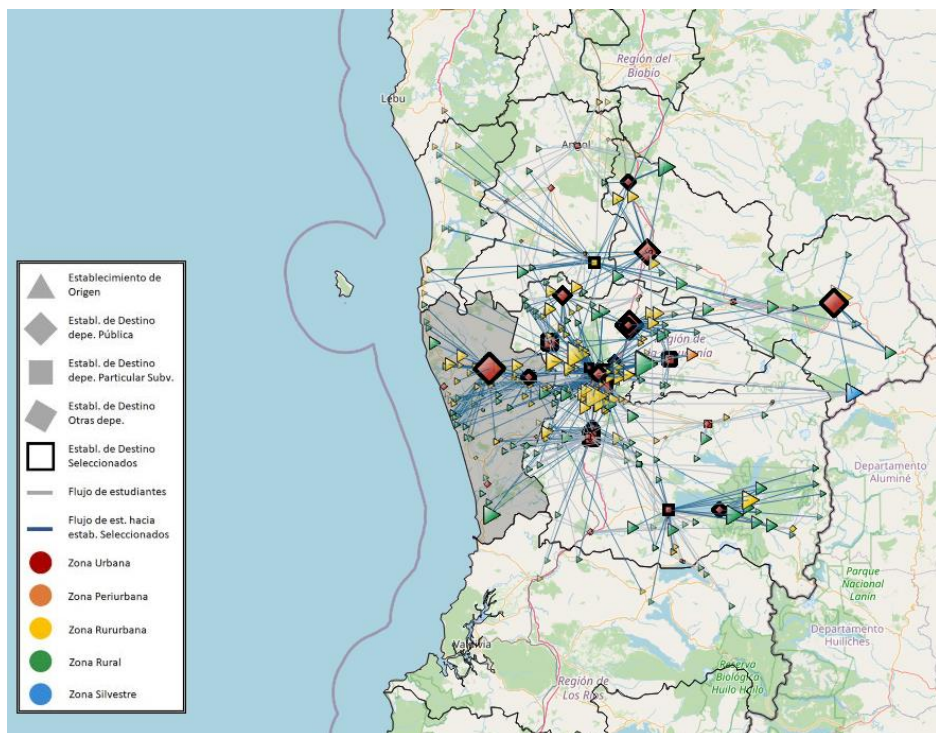 Región del
Biobío
Lebu
Angol
Establecimiento de
Origen
Establ. de Destino
depe. Pública
Establ. de Destino
depe. Particular Subv.
Establ. de Destino
Otras depe.
Establ. de Destino
Seleccionados
Flujo de estudiantes
Flujo de est. hacia
estab. Seleccionados
Zona Urbana
Zona Periurbana
Zona Rururbana
Zona Rural
Zona Silvestre
Región de
Departamento
Aluminé
Parque
Nacional
Lanín
Departamento
Huiliches
Valdivia
Reserva
Biológica
Huilo Huilo
Región de
Los Ríos